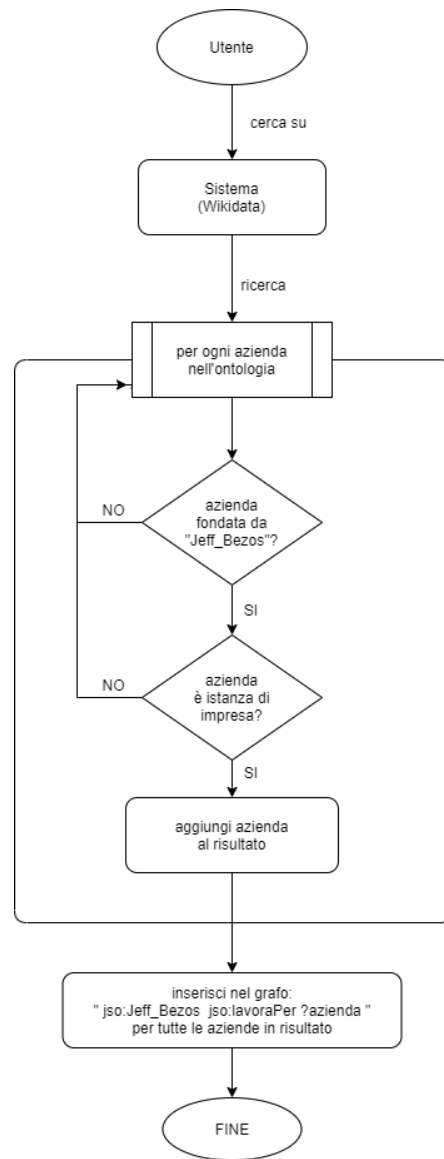 Utente
cerca su
Sistema
(Wikidata)
ricerca
per ogni azienda
nell'ontologia
azienda
fondata da
"Jeff_Bezos"?
NO
SI
azienda
è istanza di
impresa?
NO
SI
aggiungi azienda
al risultato
inserisci nel grafo:
" jso:Jeff_Bezos jso:lavoraPer ?azienda "
per tutte le aziende in risultato
FINE